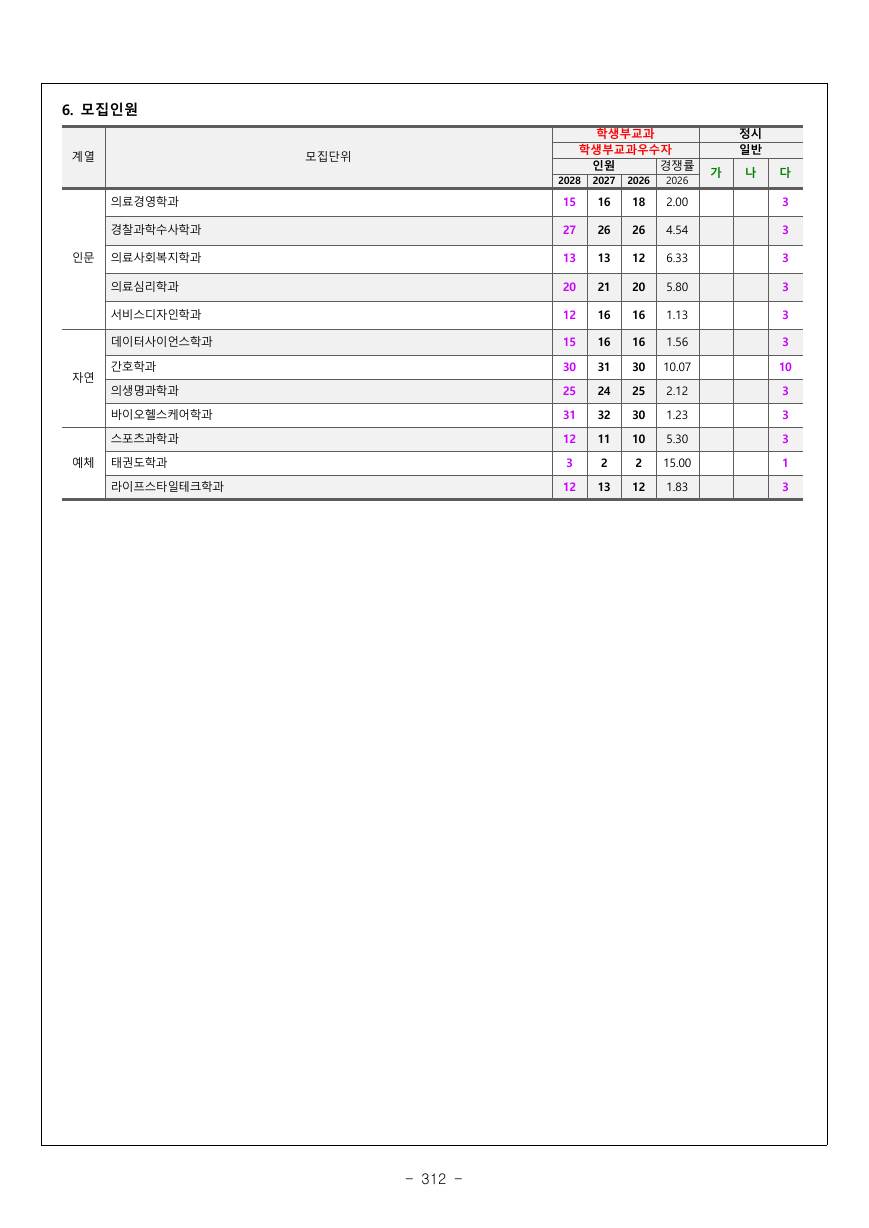 6. 모집인원
계열 모집단위 학생부교과 정시
학생부교과우수자 일반
인원 경쟁률 가 나 다
2028 2027 2026 2026
인문 의료경영학과 15 16 18 2.00 3
경찰과학수사학과 27 26 26 4.54 3
의료사회복지학과 13 13 12 6.33 3
의료심리학과 20 21 20 5.80 3
서비스디자인학과 12 16 16 1.13 3
자연 데이터사이언스학과 15 16 16 1.56 3
간호학과 30 31 30 10.07 10
의생명과학과 25 24 25 2.12 3
바이오헬스케어학과 31 32 30 1.23 3
예체 스포츠과학과 12 11 10 5.30 3
태권도학과 3 2 2 15.00 1
라이프스타일테크학과 12 13 12 1.83 3
- 312 -